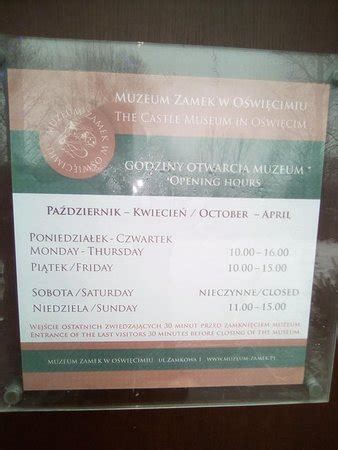 MUZEUM ZAMEK W OŚWIĘCIMIU
MUZEUM ZAMEK W OŚWIĘCIMIU
THE CASTLE MUSEUM IN OŚWIĘCIM
GODZINY OTWARCIA MUZEUM *
*OPENING HOURS
PAŹDZIERNIK – KWIECIEŃ / OCTOBER – APRIL
PONIEDZIAŁEK - CZWARTEK
MONDAY - THURSDAY 10.00 – 16.00
PIĄTEK/FRIDAY 10.00 – 15.00
SOBOTA /SATURDAY NIECZYNNE/CLOSED
NIEDZIELA /SUNDAY 11.00 – 15.00
WEJŚCIE OSTATNICH ZWIEDZAJĄCYCH 30 MINUT PRZED ZAMKNIĘCIEM MUZEUM
ENTRANCE OF THE LAST VISITORS 30 MINUTES BEFORE CLOSING OF THE MUSEUM
MUZEUM ZAMEK W OŚWIĘCIMIU UL.ZAMKOWA 1 WWW.MUZEUM-ZAMEK.PL